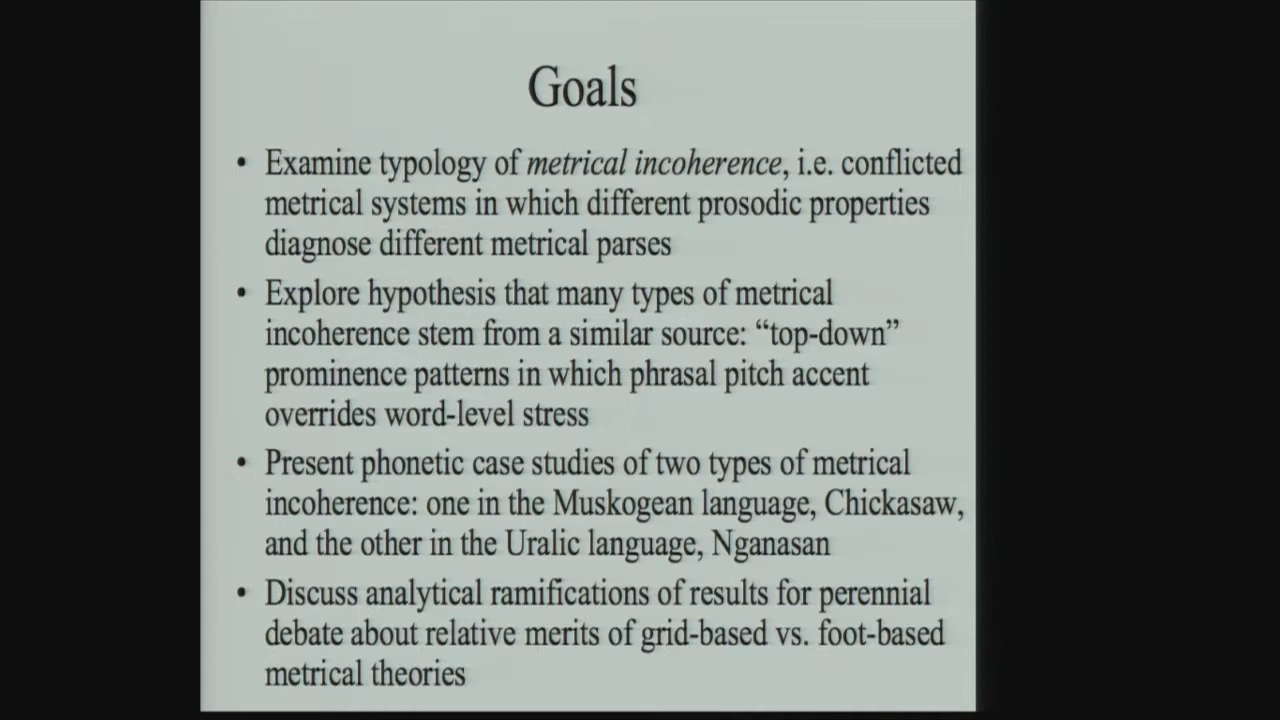 Goals
• Examine typology of metrical incoherence, i.e. conflicted
metrical systems in which different prosodic properties
diagnose different metrical parses
• Explore hypothesis that many types of metrical
incoherence stem from a similar source: “top-down”
prominence patterns in which phrasal pitch accent
overrides word-level stress
• Present phonetic case studies of two types of metrical
incoherence: one in the Muskogean language, Chickasaw,
and the other in the Uralic language, Nganasan
• Discuss analytical ramifications of results for perennial
debate about relative merits of grid-based vs. foot-based
metrical theories